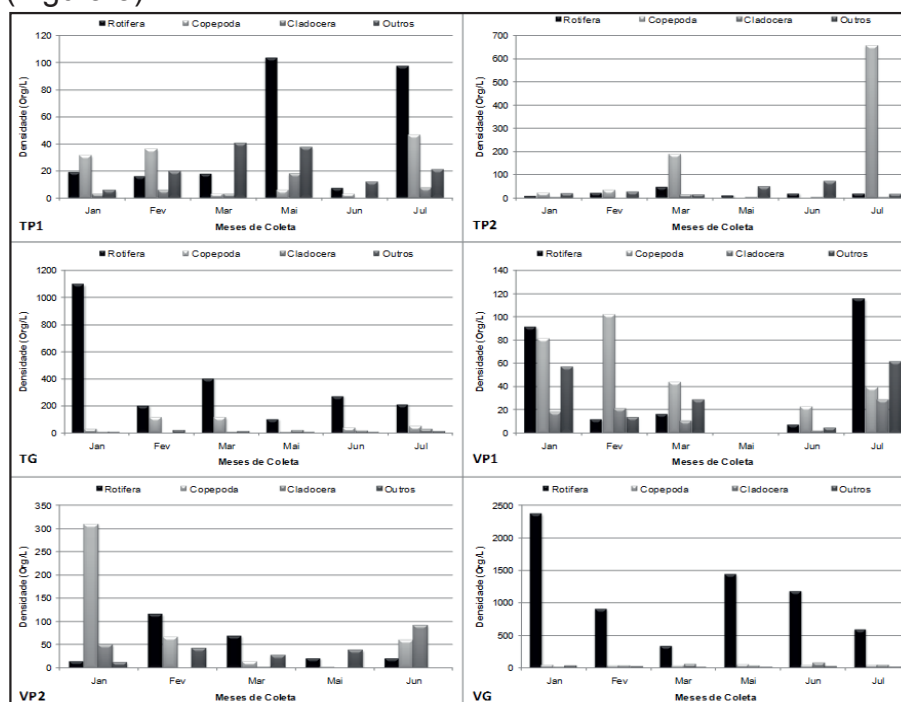 Rotifera Copepoda Cladocera Outros
Densidade (Org/L)
120
100
80
60
40
20
0
Jan Fev Mar Mai Jun Jul
TP1 Meses de Coleta
Rotifera Copepoda Cladocera Outros
Densidade (Org/L)
700
600
500
400
300
200
100
0
Jan Fev Mar Mai Jun Jul
TP2 Meses de Coleta
Rotifera Copepoda Cladocera Outros
Densidade (Org/L)
1200
1000
800
600
400
200
0
Jan Fev Mar Mai Jun Jul
TG Meses de Coleta
Rotifera Copepoda Cladocera Outros
Densidade (Org/L)
140
120
100
80
60
40
20
0
Jan Fev Mar Mai Jun Jul
VP1 Meses de Coleta
Rotifera Copepoda Cladocera Outros
Densidade (Org/L)
350
300
250
200
150
100
50
0
Jan Fev Mar Mai Jun
VP2 Meses de Coleta
Rotifera Copepoda Cladocera Outros
Densidade (Org/L)
2500
2000
1500
1000
500
0
Jan Fev Mar Mai Jun Jul
VG Meses de Coleta